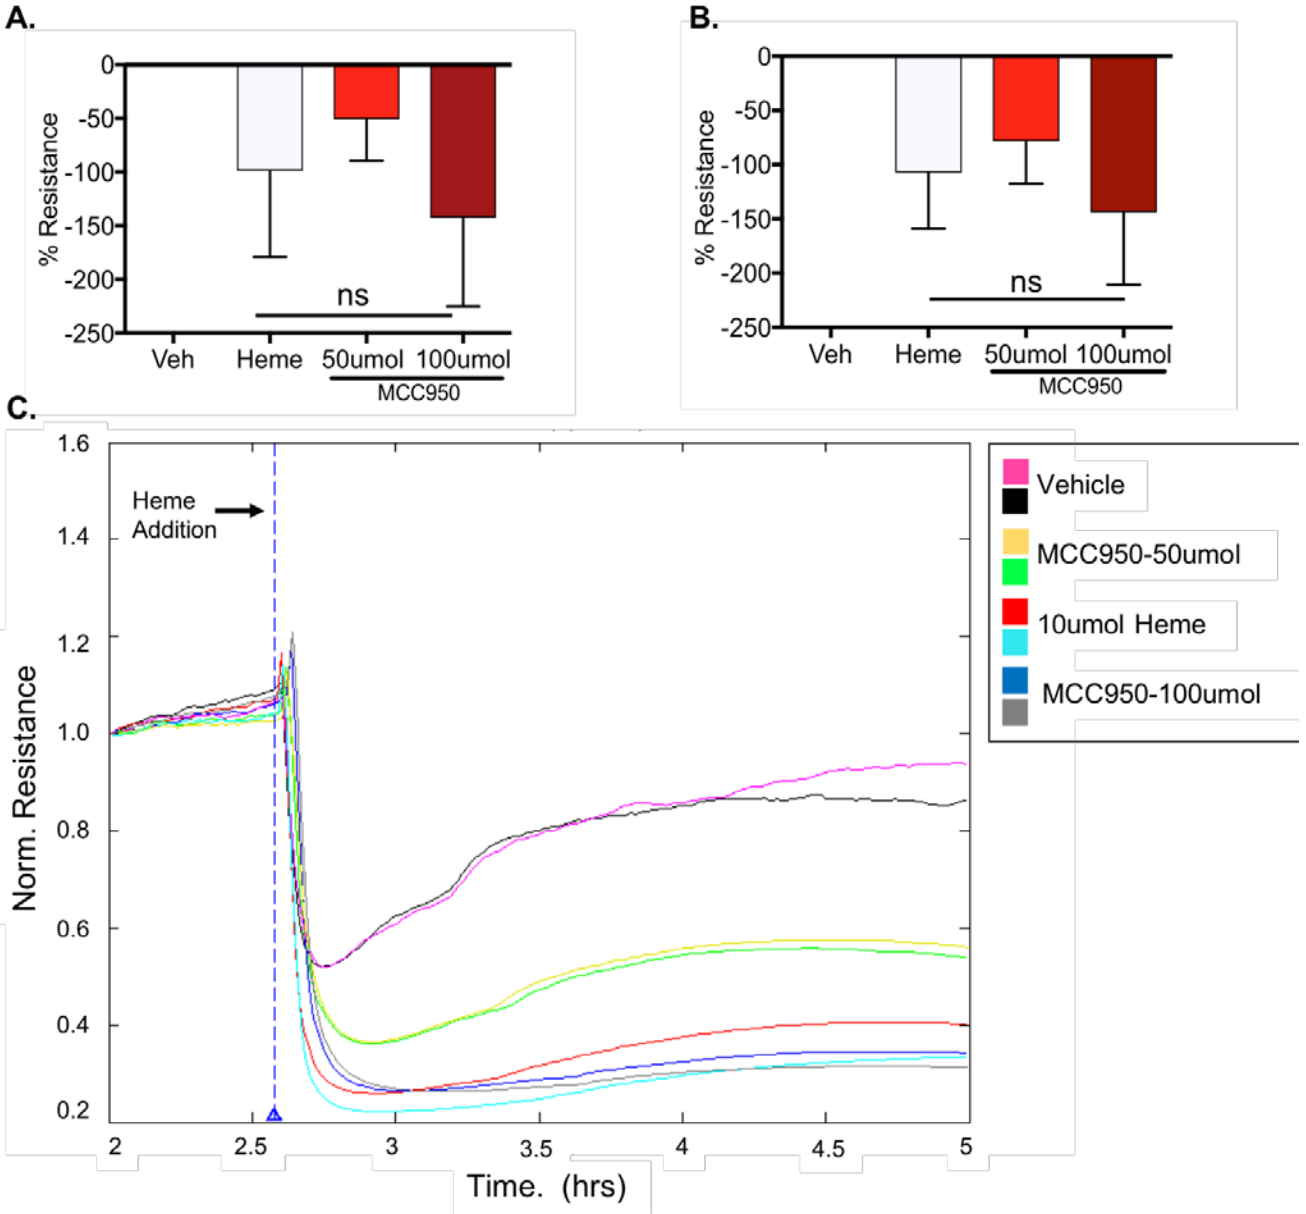 A.
0
-50
-100
-150
-200
-250
% Resistance
ns
Veh Heme 50umol 100umol
MCC950
B.
0
-50
-100
-150
-200
-250
% Resistance
ns
Veh Heme 50umol 100umol
MCC950
C.
1.6
1.4
1.2
1.0
0.8
0.6
0.4
0.2
Norm. Resistance
Heme
Addition
2 2.5 3 3.5 4 4.5 5
Time. (hrs)
Vehicle
MCC950-50umol
10umol Heme
MCC950-100umol